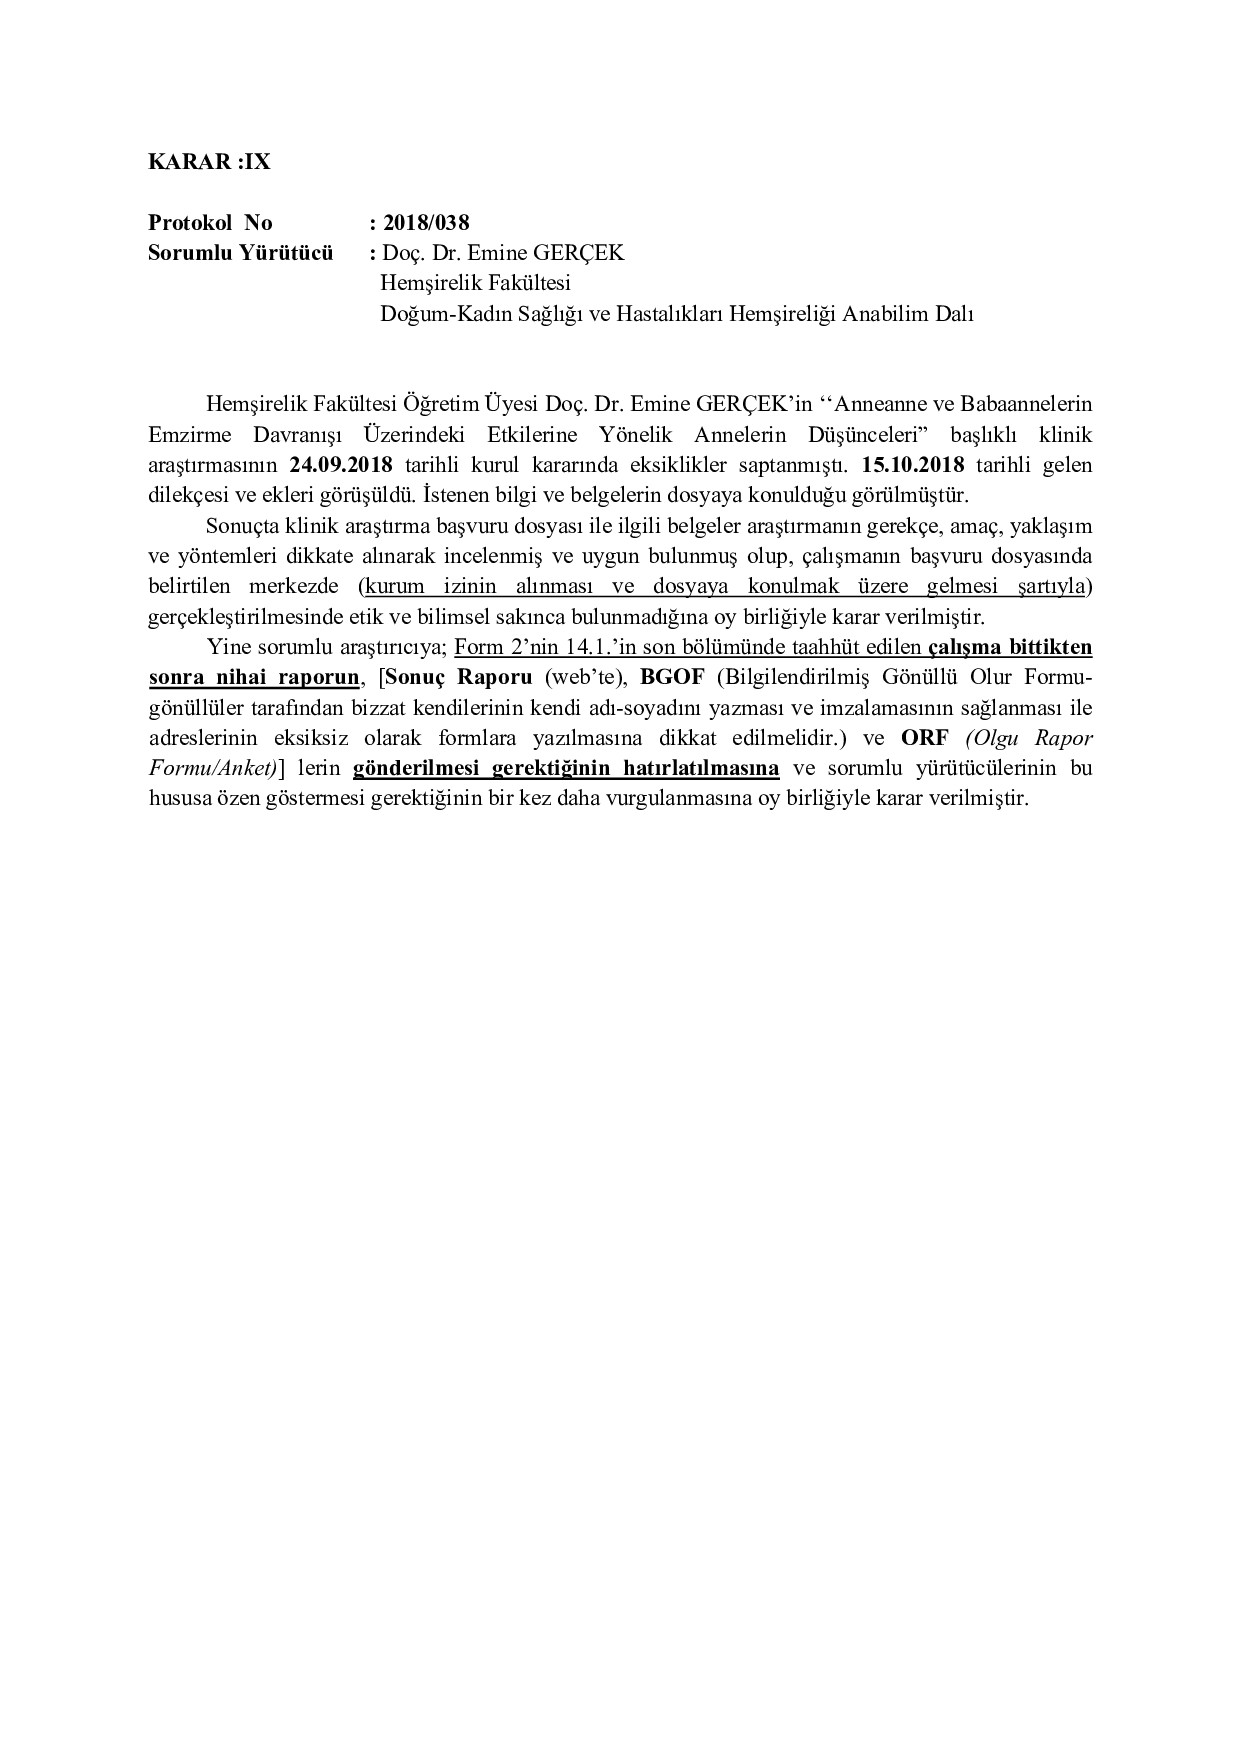 KARAR :IX
Protokol No : 2018/038
Sorumlu Yürütücü : Doç. Dr. Emine GERÇEK
Hemşirelik Fakültesi
Doğum-Kadın Sağlığı ve Hastalıkları Hemşireliği Anabilim Dalı
Hemşirelik Fakültesi Öğretim Üyesi Doç. Dr. Emine GERÇEK’in ‘‘Anneanne ve Babaannelerin
Emzirme Davranışı Üzerindeki Etkilerine Yönelik Annelerin Düşünceleri” başlıklı klinik
araştırmasının 24.09.2018 tarihli kurul kararında eksiklikler saptanmıştı. 15.10.2018 tarihli gelen
dilekçesi ve ekleri görüşüldü. İstenen bilgi ve belgelerin dosyaya konulduğu görülmüştür.
Sonuçta klinik araştırma başvuru dosyası ile ilgili belgeler araştırmanın gerekçe, amaç, yaklaşım
ve yöntemleri dikkate alınarak incelenmiş ve uygun bulunmuş olup, çalışmanın başvuru dosyasında
belirtilen merkezde (kurum izinin alınması ve dosyaya konulmak üzere gelmesi şartıyla)
gerçekleştirilmesinde etik ve bilimsel sakınca bulunmadığına oy birliğiyle karar verilmiştir.
Yine sorumlu araştırıcıya; Form 2’nin 14.1.’in son bölümünde taahhüt edilen çalışma bittikten
sonra nihai raporun, [Sonuç Raporu (web’te), BGOF (Bilgilendirilmiş Gönüllü Olur Formu-
gönüllüler tarafından bizzat kendilerinin kendi adı-soyadını yazması ve imzalamasının sağlanması ile
adreslerinin eksiksiz olarak formlara yazılmasına dikkat edilmelidir.) ve ORF (Olgu Rapor
Formu/Anket)] lerin gönderilmesi gerektiğinin hatırlatılmasına ve sorumlu yürütücülerinin bu
hususa özen göstermesi gerektiğinin bir kez daha vurgulanmasına oy birliğiyle karar verilmiştir.